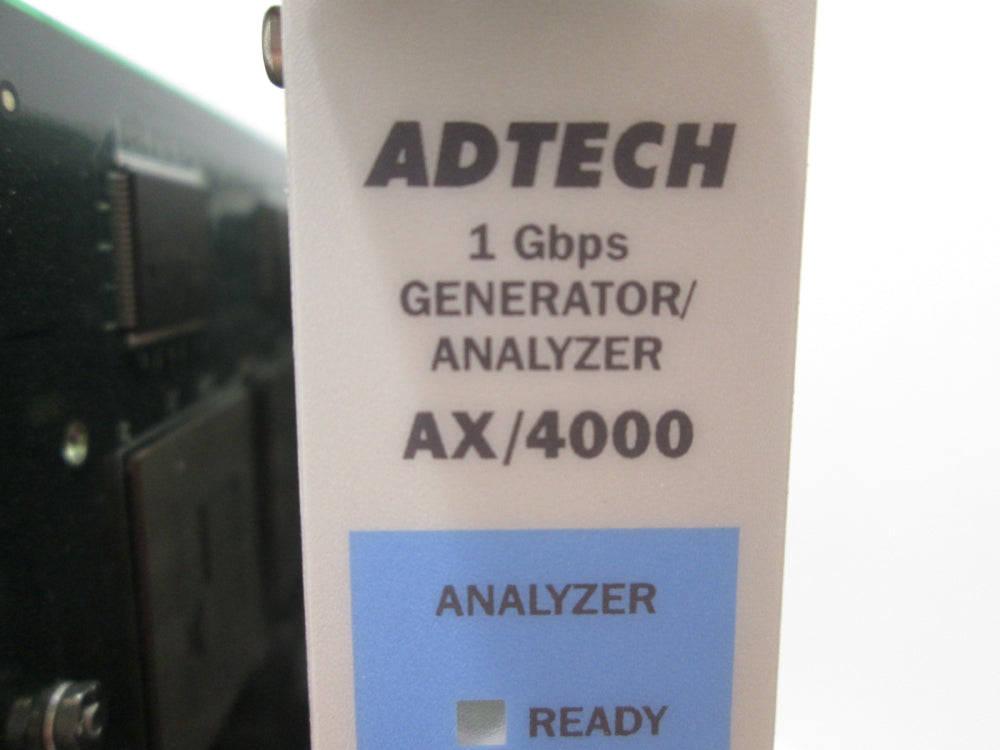 ADTECH
1 Gbps
GENERATOR/
ANALYZER
AX/4000
ANALYZER
READY